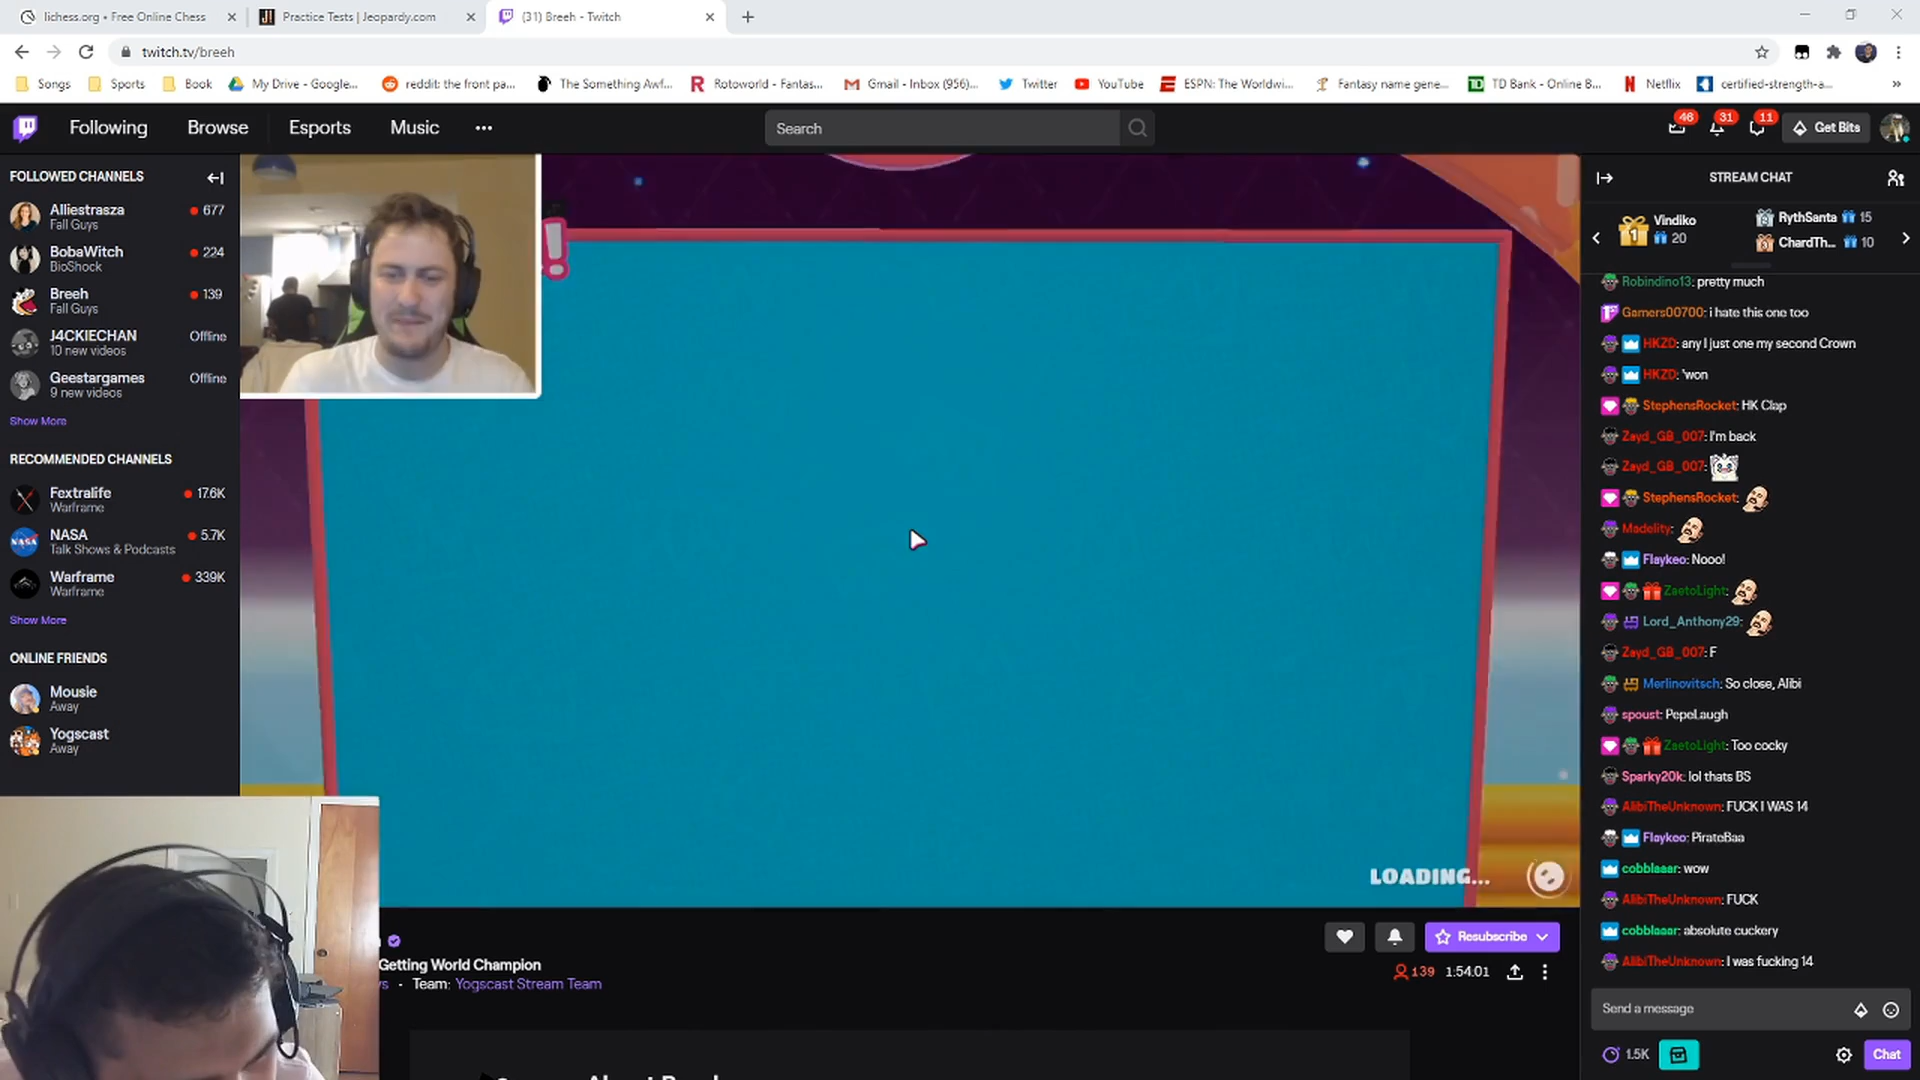 lichess.org • Free Online Chess
Practice Tests | Jeopardy.com
(31) Breeh - Twitch
twitch.tv/breeh
Songs
Sports
Book
My Drive - Google...
reddit: the front pa...
The Something Awf...
Rotoworld - Fantas...
Gmail - Inbox (956)...
Twitter
YouTube
ESPN: The Worldwi...
Fantasy name gene...
TD Bank - Online B...
Netflix
certified-strength-a...
Following
Browse
Esports
Music
Search
46
31
11
Get Bits
FOLLOWED CHANNELS
Alliestrasza
677
Fall Guys
BobaWitch
224
BioShock
Breeh
139
Fall Guys
J4CKIECHAN
Offline
10 new videos
Geestargames
Offline
9 new videos
Show More
RECOMMENDED CHANNELS
Fextralife
17.6K
Warframe
NASA
5.7K
Talk Shows & Podcasts
Warframe
339K
Warframe
Show More
ONLINE FRIENDS
Mousie
Away
Yogscast
Away
LOADING...
Getting World Champion
ys - Team: Yogscast Stream Team
Resubscribe
139 1:54:01
STREAM CHAT
1 Vindiko
20
RythSanta 15
ChardTh... 10
Robindino13: pretty much
Gamers00700: i hate this one too
HKZD: any I just one my second Crown
HKZD: 'won
StephensRocket: HK Clap
Zayd_GB_007: I'm back
Zayd_GB_007:
StephensRocket:
Madelity:
Flaykeo: Nooo!
ZaetoLight:
Lord_Anthony29:
Zayd_GB_007: F
Merlinovitsch: So close, Alibi
spoust: PepeLaugh
ZaetoLight: Too cocky
Sparky20k: lol thats BS
AlibiTheUnknown: FUCK I WAS 14
Flaykeo: PirateBaa
cobblaaar: wow
AlibiTheUnknown: FUCK
cobblaaar: absolute cuckery
AlibiTheUnknown: I was fucking 14
Send a message
1.5K
Chat